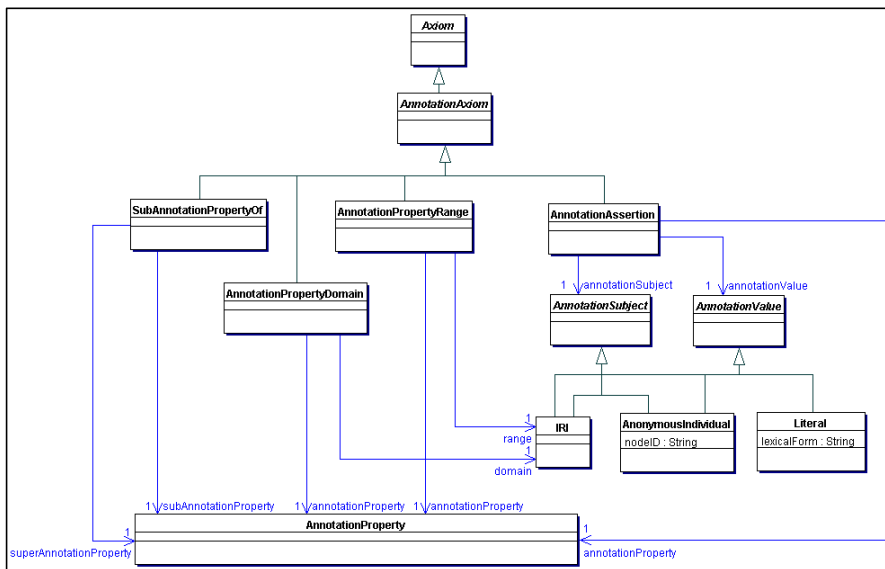 Axiom
AnnotationAxiom
SubAnnotationPropertyOf
AnnotationPropertyRange
AnnotationAssertion
1 annotationSubject
1 annotationValue
AnnotationPropertyDomain
AnnotationSubject
AnnotationValue
1
range
1
domain
IRI
AnonymousIndividual
nodeID : String
Literal
lexicalForm : String
1 subAnnotationProperty
1 annotationProperty
1 annotationProperty
AnnotationProperty
1
superAnnotationProperty
1
annotationProperty